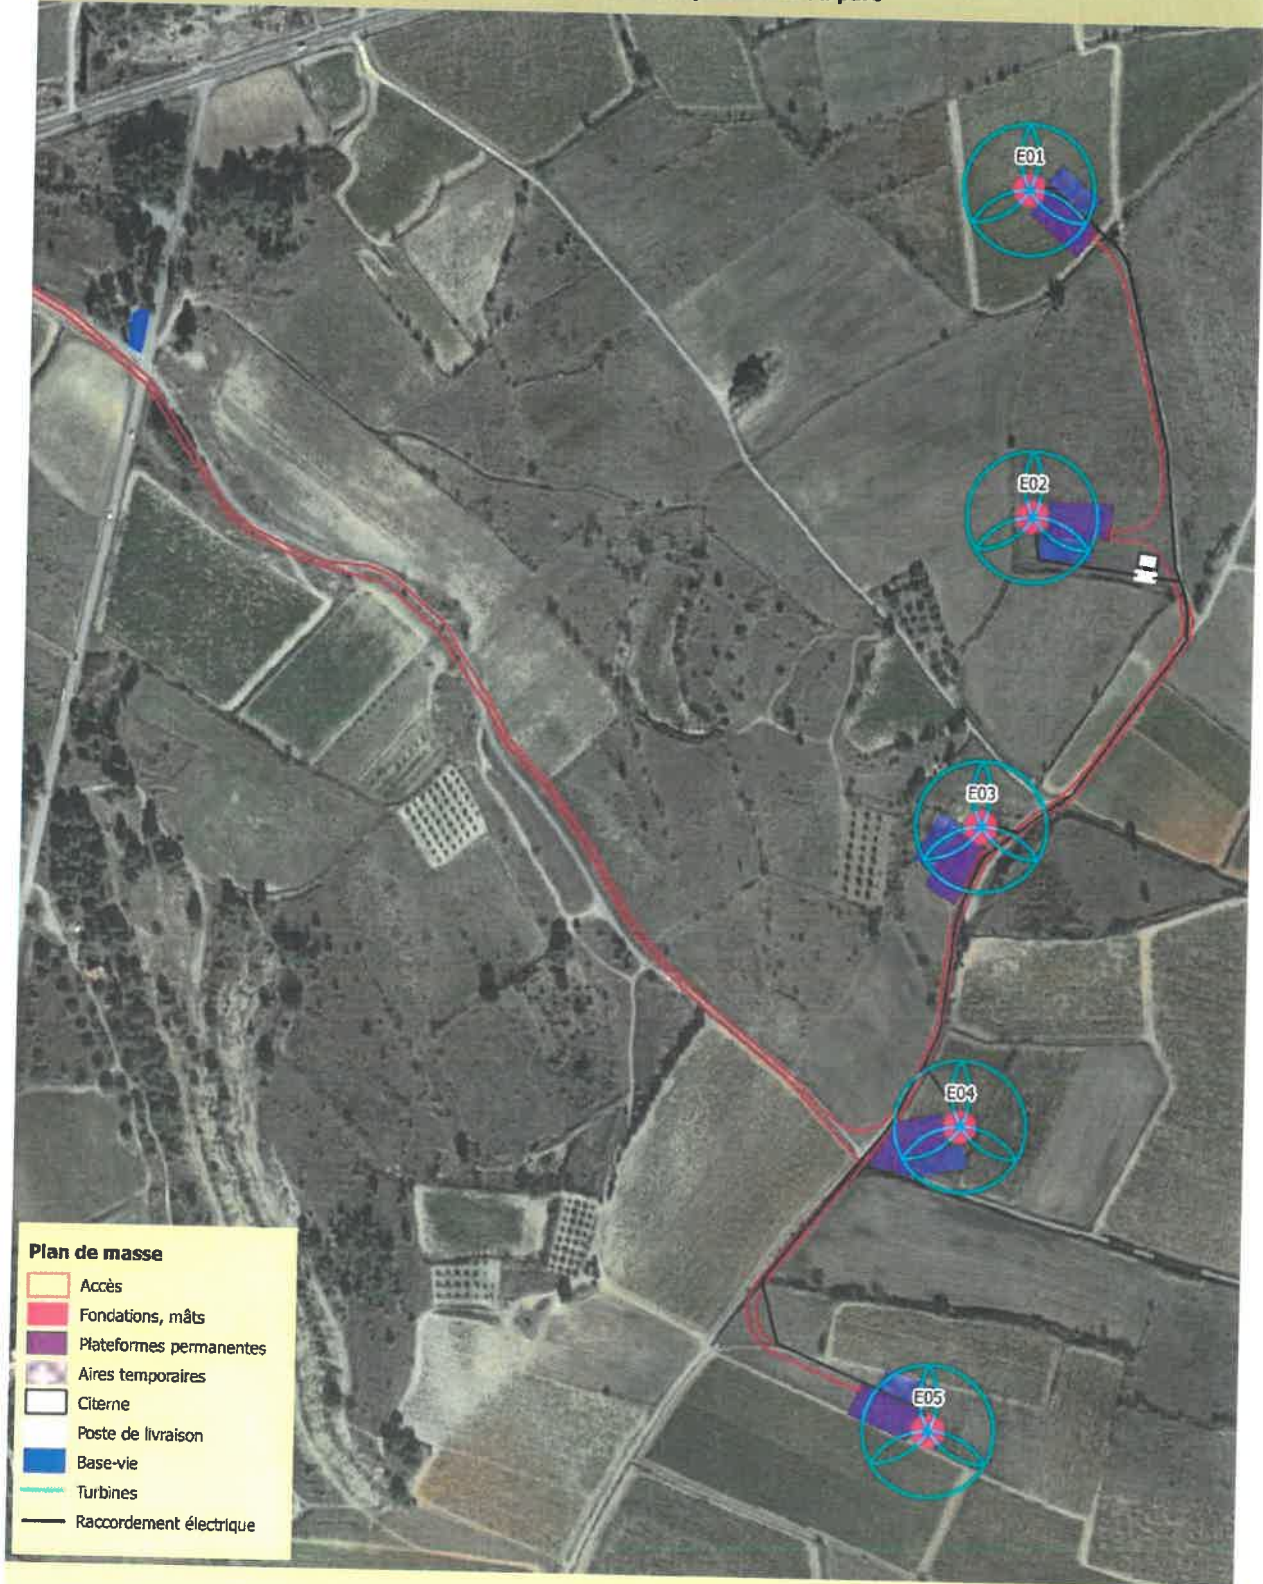 E01
E02
E03
E04
E05
Plan de masse
Accès
Fondations, mâts
Plateformes permanentes
Aires temporaires
Citerne
Poste de livraison
Base-vie
Turbines
Raccordement électrique